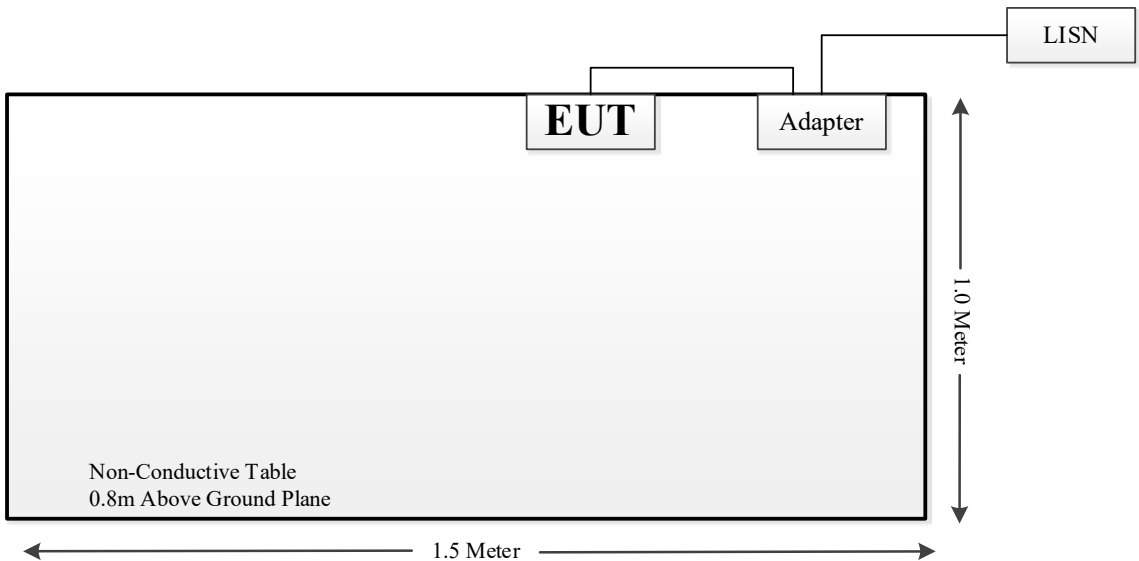 LISN
EUT
Adapter
1.0 Meter
Non-Conductive Table
0.8m Above Ground Plane
1.5 Meter